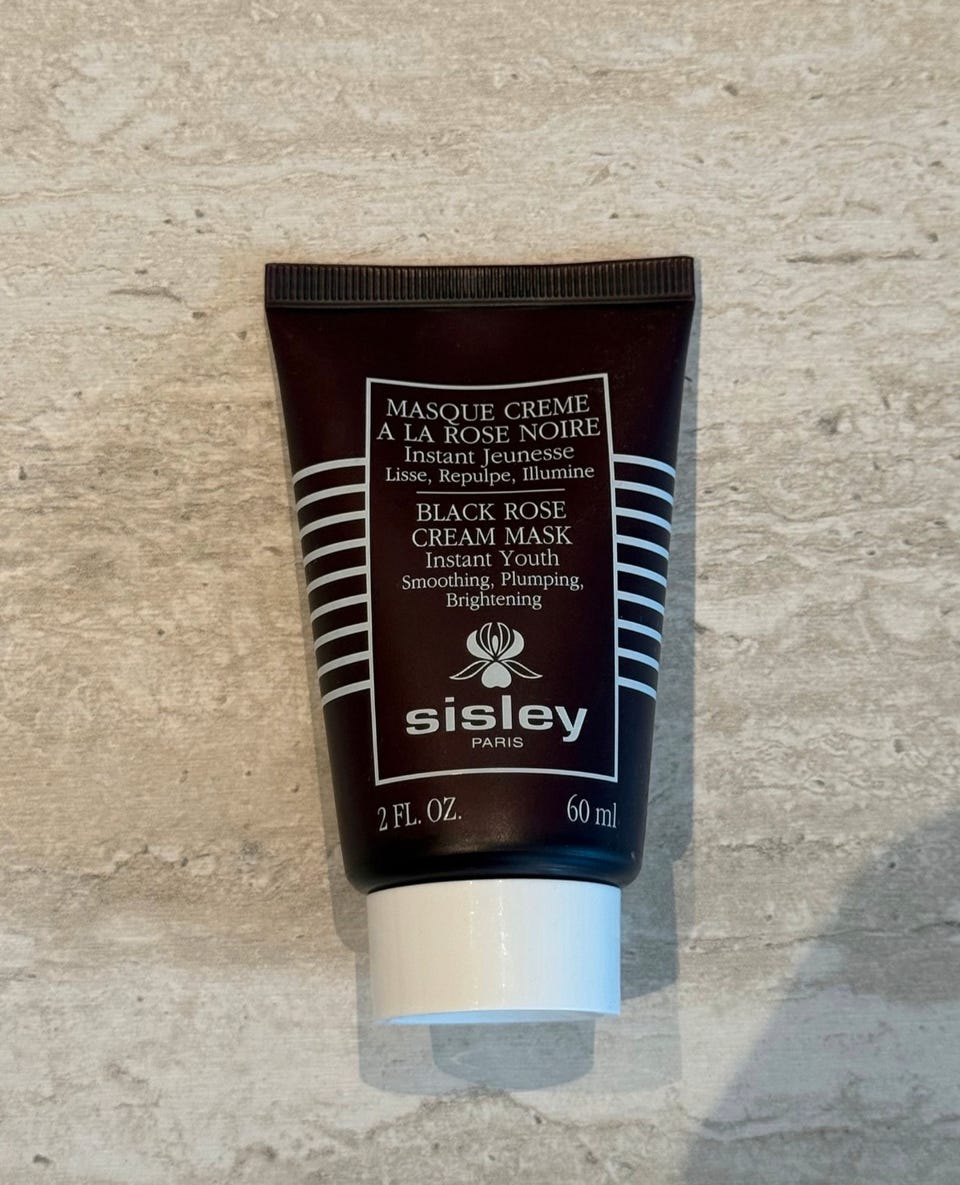 MASQUE CREME
A LA ROSE NOIRE
Instant Jeunesse
Lisse, Repulpe, Illumine
BLACK ROSE
CREAM MASK
Instant Youth
Smoothing, Plumping,
Brightening
sisley
PARIS
2 FL. OZ. 60 ml